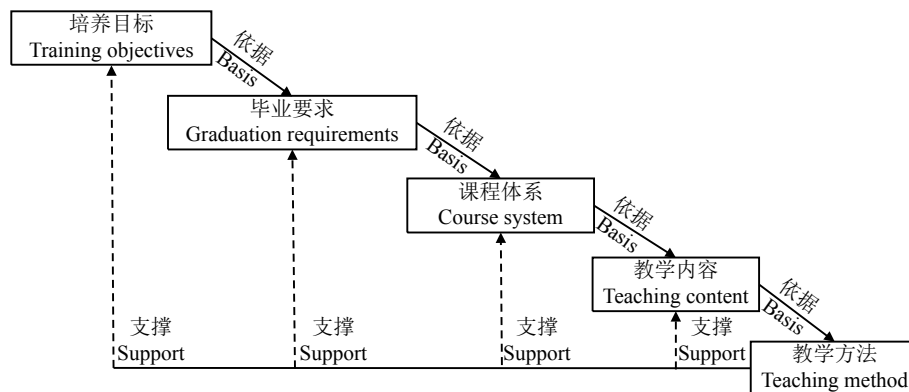 培养目标
Training objectives
依据
Basis
毕业要求
Graduation requirements
依据
Basis
课程体系
Course system
依据
Basis
教学内容
Teaching content
依据
Basis
支撑
Support
支撑
Support
支撑
Support
支撑
Support
教学方法
Teaching method